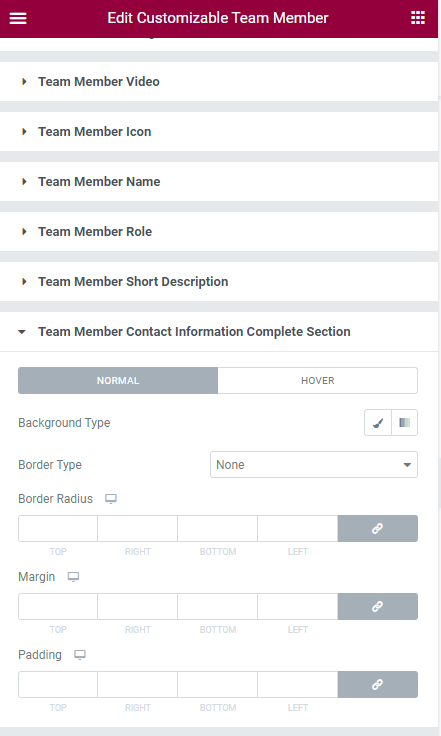 Edit Customizable Team Member
Team Member Video
Team Member Icon
Team Member Name
Team Member Role
Team Member Short Description
Team Member Contact Information Complete Section
NORMAL HOVER
Background Type
Border Type None
Border Radius
TOP RIGHT BOTTOM LEFT
Margin
TOP RIGHT BOTTOM LEFT
Padding
TOP RIGHT BOTTOM LEFT